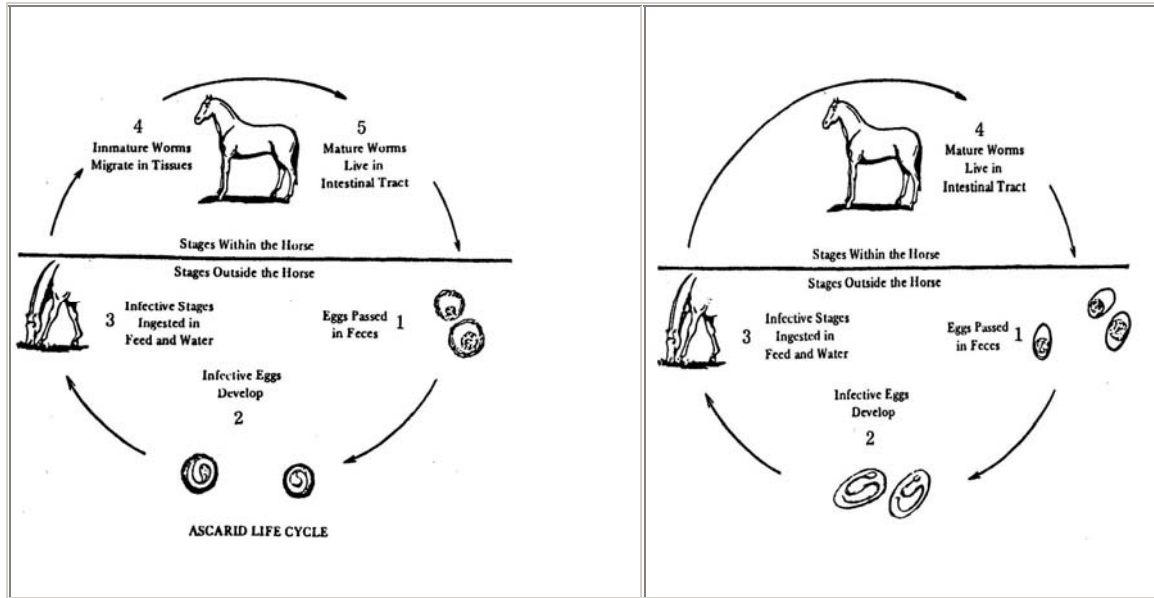 4
Immature Worms
Migrate in Tissues
5
Mature Worms
Live in
Intestinal Tract
Stages Within the Horse
Stages Outside the Horse
3
Infective Stages
Ingested in
Feed and Water
Eggs Passed
in Feces
1
Infective Eggs
Develop
2
ASCARID LIFE CYCLE
4
Mature Worms
Live in
Intestinal Tract
Stages Within the Horse
Stages Outside the Horse
3
Infective Stages
Ingested in
Feed and Water
Eggs Passed
in Feces
1
Infective Eggs
Develop
2